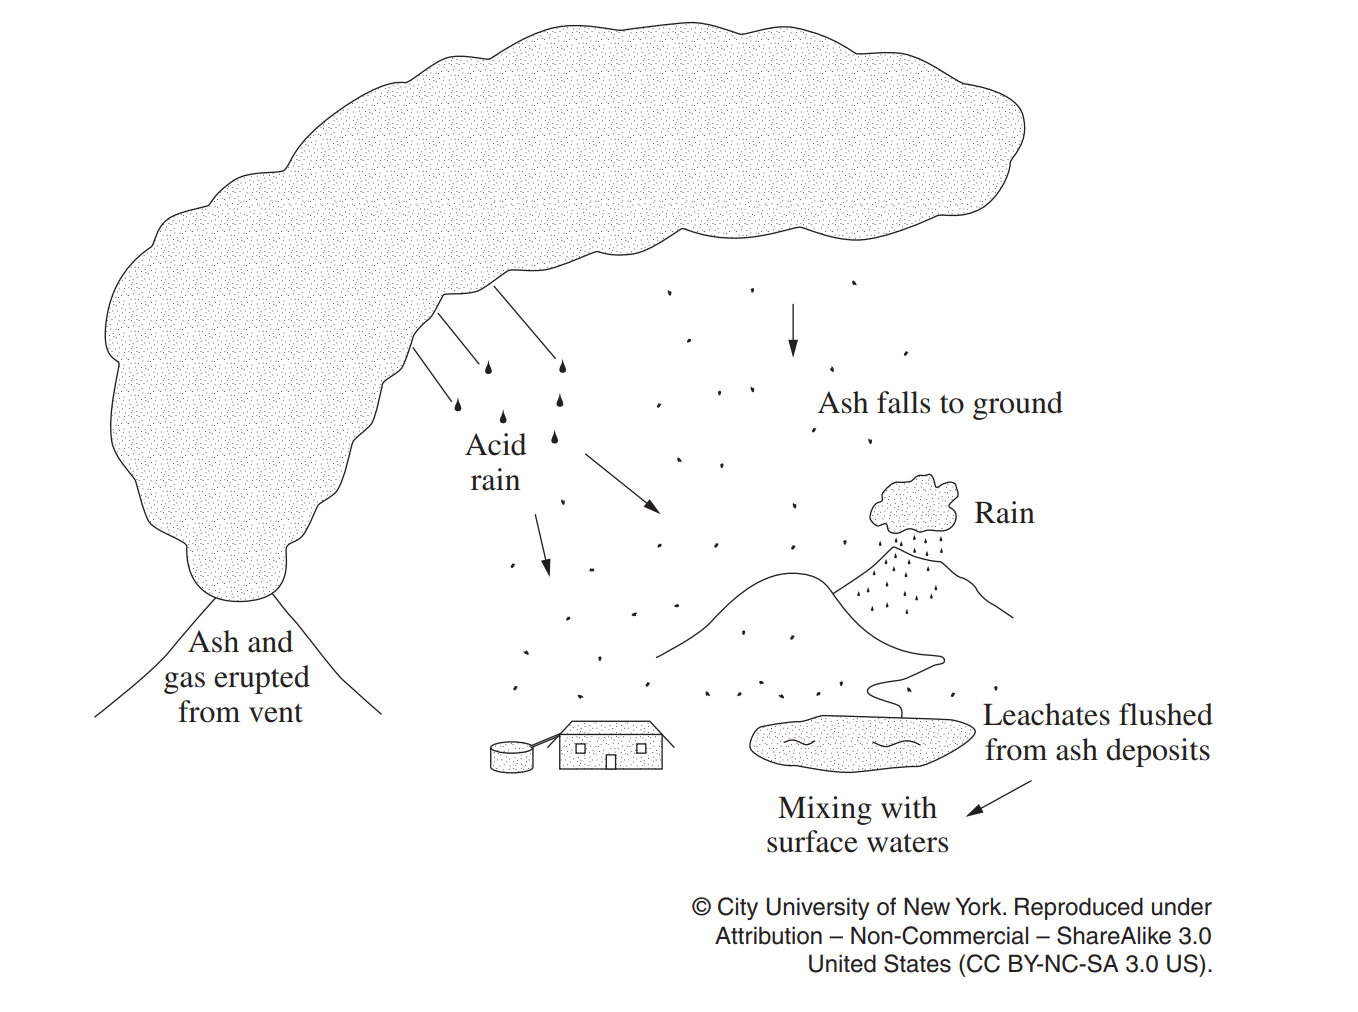 Acid
rain
Ash falls to ground
Rain
Ash and
gas erupted
from vent
Leachates flushed
from ash deposits
Mixing with
surface waters
© City University of New York. Reproduced under
Attribution – Non-Commercial – ShareAlike 3.0
United States (CC BY-NC-SA 3.0 US).